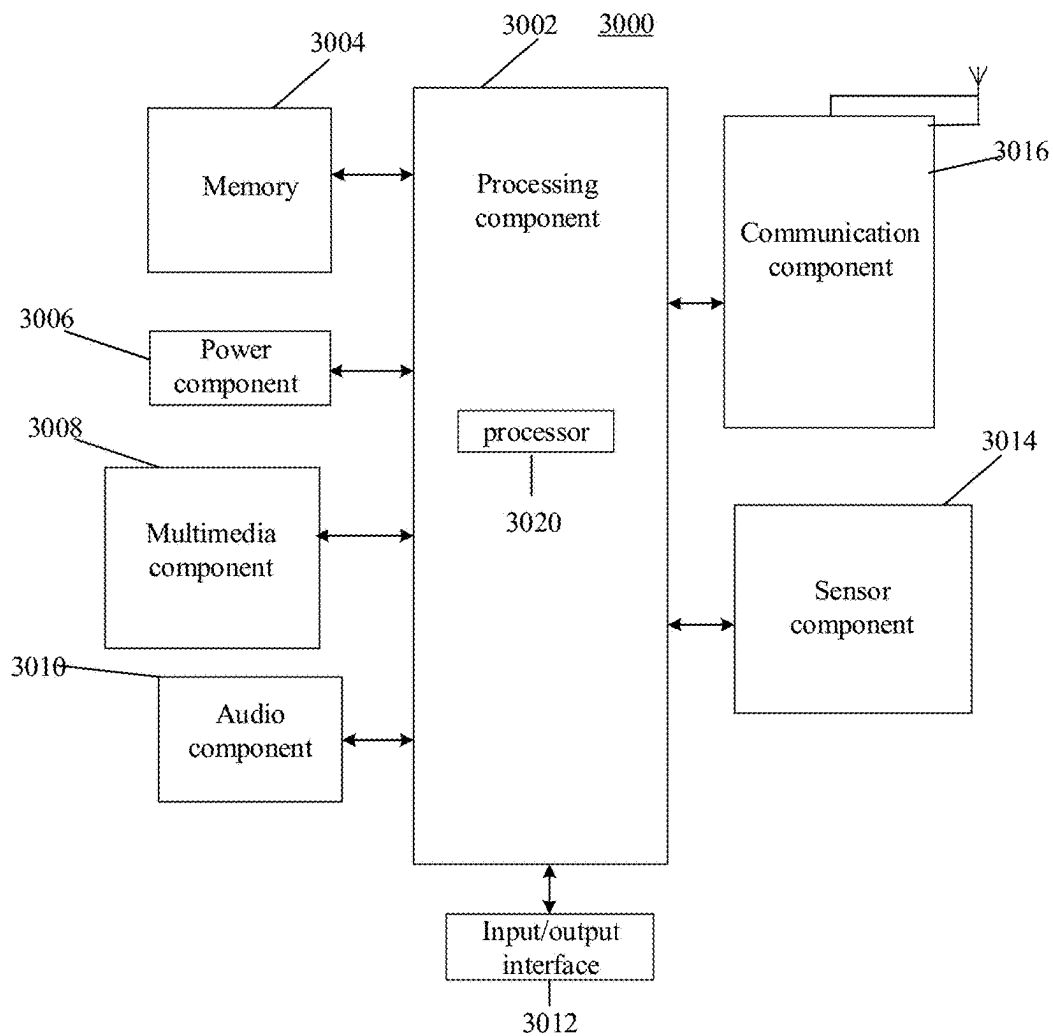 3002
3000
3004
Memory
Processing
component
3016
Communication
component
3006
Power
component
3008
processor
3020
3014
Multimedia
component
Sensor
component
3010
Audio
component
Input/output
interface
3012